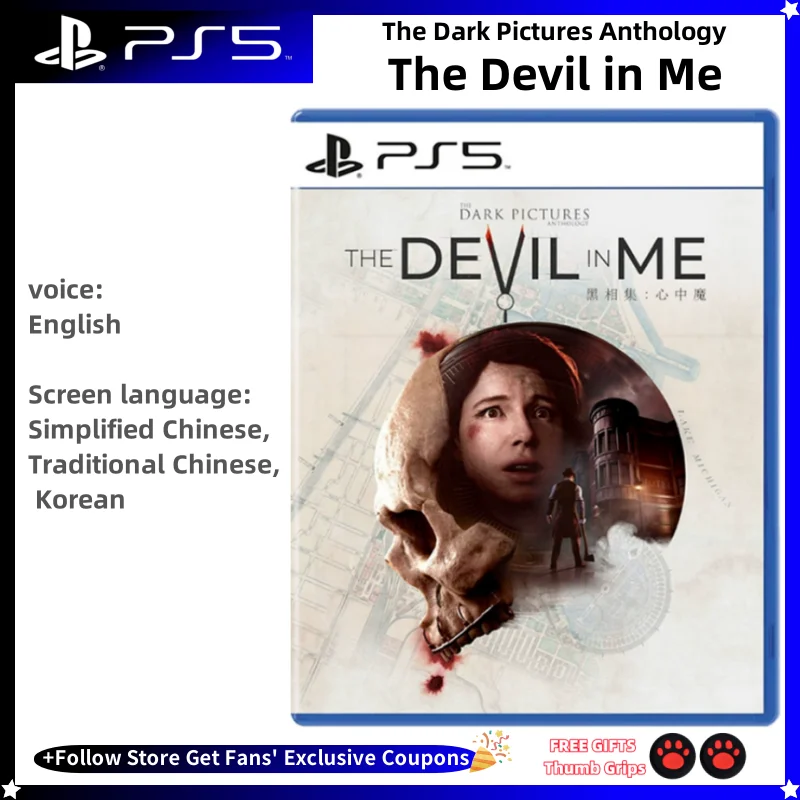 PS5
The Dark Pictures Anthology
The Devil in Me
PS5
THE
DARK PICTURES
ANTHOLOGY
THE DEVIL IN ME
黑相集:心中魔
LAKE MICHIGAN
voice:
English
Screen language:
Simplified Chinese,
Traditional Chinese,
Korean
+Follow Store Get Fans' Exclusive Coupons
FREE GIFTS
Thumb Grips